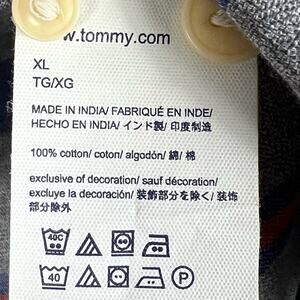 w.tommy.com
XL
TG/XG
MADE IN INDIA/ FABRIQUÉ EN INDE/
HECHO EN INDIA/ インド製/ 印度制造
100% cotton/ coton/ algodón/ 綿/ 棉
exclusive of decoration/ sauf décoration/
excluye la decoración/ 装飾部分を除く/ 装饰
部分除外
40C
40 P